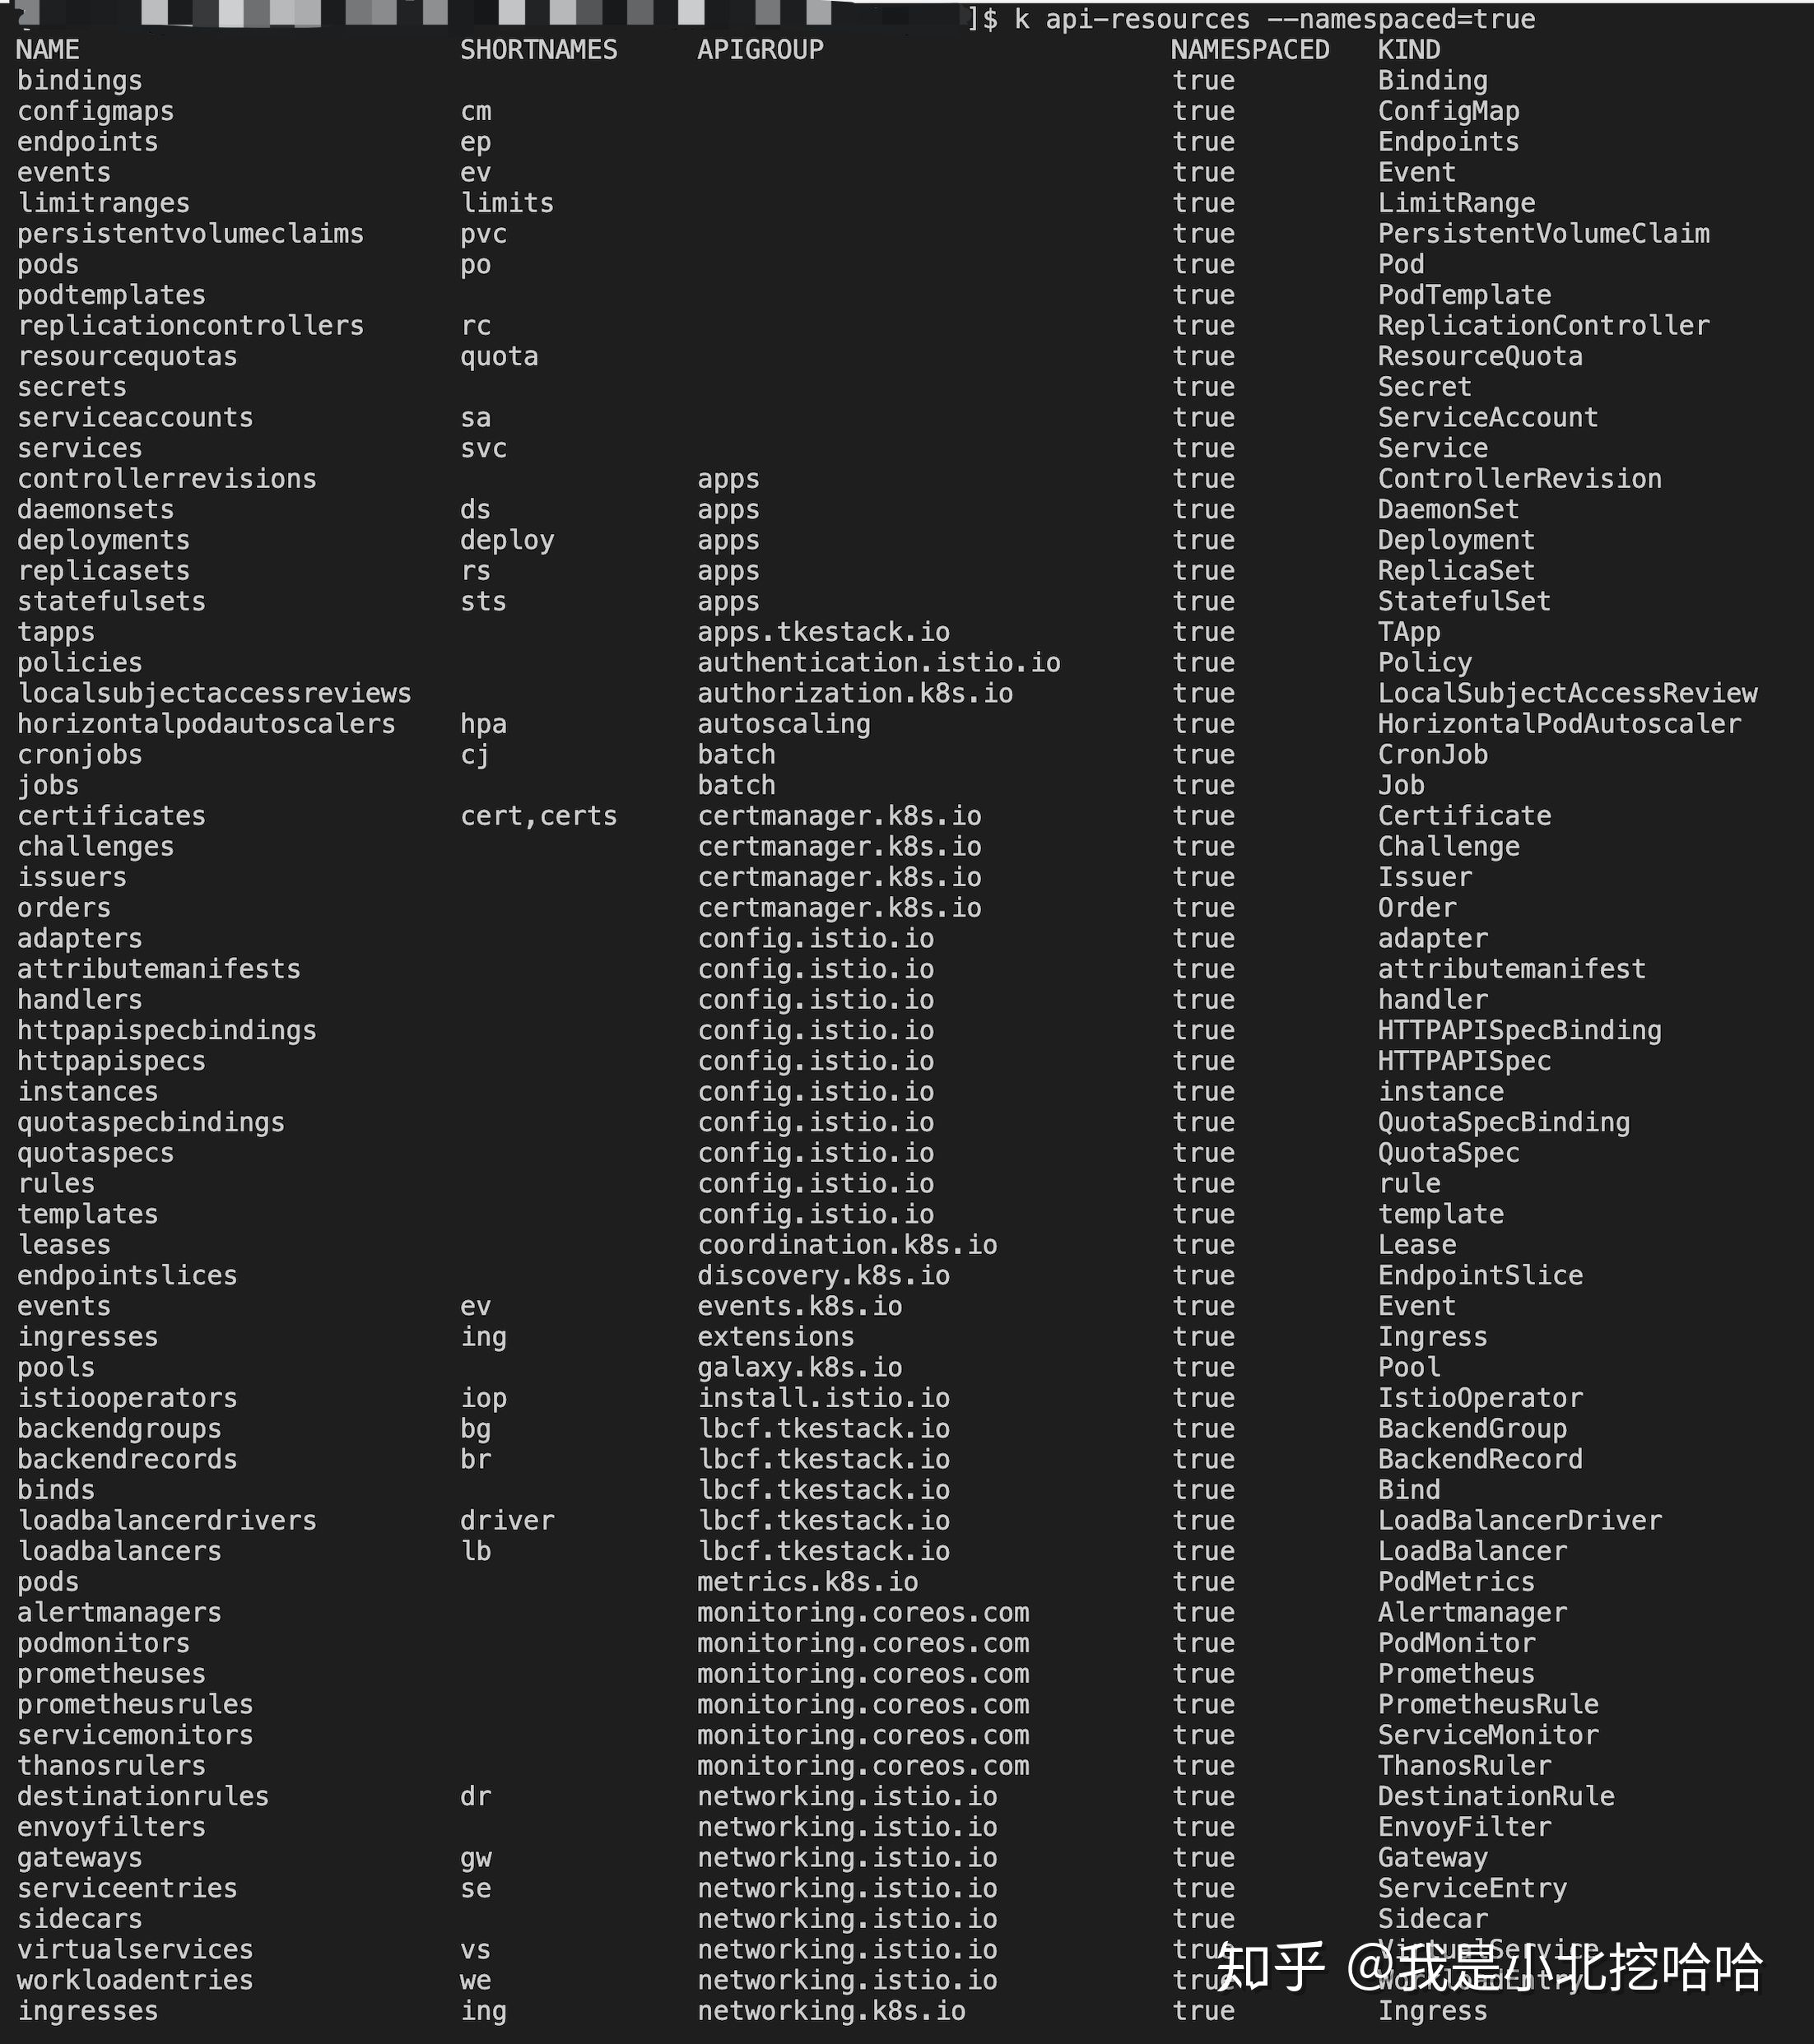 ]$ k api-resources --namespaced=true
NAME SHORTNAMES APIGROUP NAMESPACED KIND
bindings true Binding
configmaps cm true ConfigMap
endpoints ep true Endpoints
events ev true Event
limitranges limits true LimitRange
persistentvolumeclaims pvc true PersistentVolumeClaim
pods po true Pod
podtemplates true PodTemplate
replicationcontrollers rc true ReplicationController
resourcequotas quota true ResourceQuota
secrets true Secret
serviceaccounts sa true ServiceAccount
services svc true Service
controllerrevisions apps true ControllerRevision
daemonsets ds apps true DaemonSet
deployments deploy apps true Deployment
replicasets rs apps true ReplicaSet
statefulsets sts apps true StatefulSet
tapps apps.tkestack.io true TApp
policies authentication.istio.io true Policy
localsubjectaccessreviews authorization.k8s.io true LocalSubjectAccessReview
horizontalpodautoscalers hpa autoscaling true HorizontalPodAutoscaler
cronjobs cj batch true CronJob
jobs batch true Job
certificates cert,certs certmanager.k8s.io true Certificate
challenges certmanager.k8s.io true Challenge
issuers certmanager.k8s.io true Issuer
orders certmanager.k8s.io true Order
adapters config.istio.io true adapter
attributemanifests config.istio.io true attributemanifest
handlers config.istio.io true handler
httpapispecbindings config.istio.io true HTTPAPISpecBinding
httpapispecs config.istio.io true HTTPAPISpec
instances config.istio.io true instance
quotaspecbindings config.istio.io true QuotaSpecBinding
quotaspecs config.istio.io true QuotaSpec
rules config.istio.io true rule
templates config.istio.io true template
leases coordination.k8s.io true Lease
endpointslices discovery.k8s.io true EndpointSlice
events ev events.k8s.io true Event
ingresses ing extensions true Ingress
pools galaxy.k8s.io true Pool
istiooperators iop install.istio.io true IstioOperator
backendgroups bg lbcf.tkestack.io true BackendGroup
backendrecords br lbcf.tkestack.io true BackendRecord
binds lbcf.tkestack.io true Bind
loadbalancerdrivers driver lbcf.tkestack.io true LoadBalancerDriver
loadbalancers lb lbcf.tkestack.io true LoadBalancer
pods metrics.k8s.io true PodMetrics
alertmanagers monitoring.coreos.com true Alertmanager
podmonitors monitoring.coreos.com true PodMonitor
prometheuses monitoring.coreos.com true Prometheus
prometheusrules monitoring.coreos.com true PrometheusRule
servicemonitors monitoring.coreos.com true ServiceMonitor
thanosrulers monitoring.coreos.com true ThanosRuler
destinationrules dr networking.istio.io true DestinationRule
envoyfilters networking.istio.io true EnvoyFilter
gateways gw networking.istio.io true Gateway
serviceentries se networking.istio.io true ServiceEntry
sidecars networking.istio.io true Sidecar
virtualservices vs networking.istio.io true VirtualService
workloadentries we networking.istio.io true WorkloadEntry
ingresses ing networking.k8s.io true Ingress
知乎 @我是小北挖哈哈